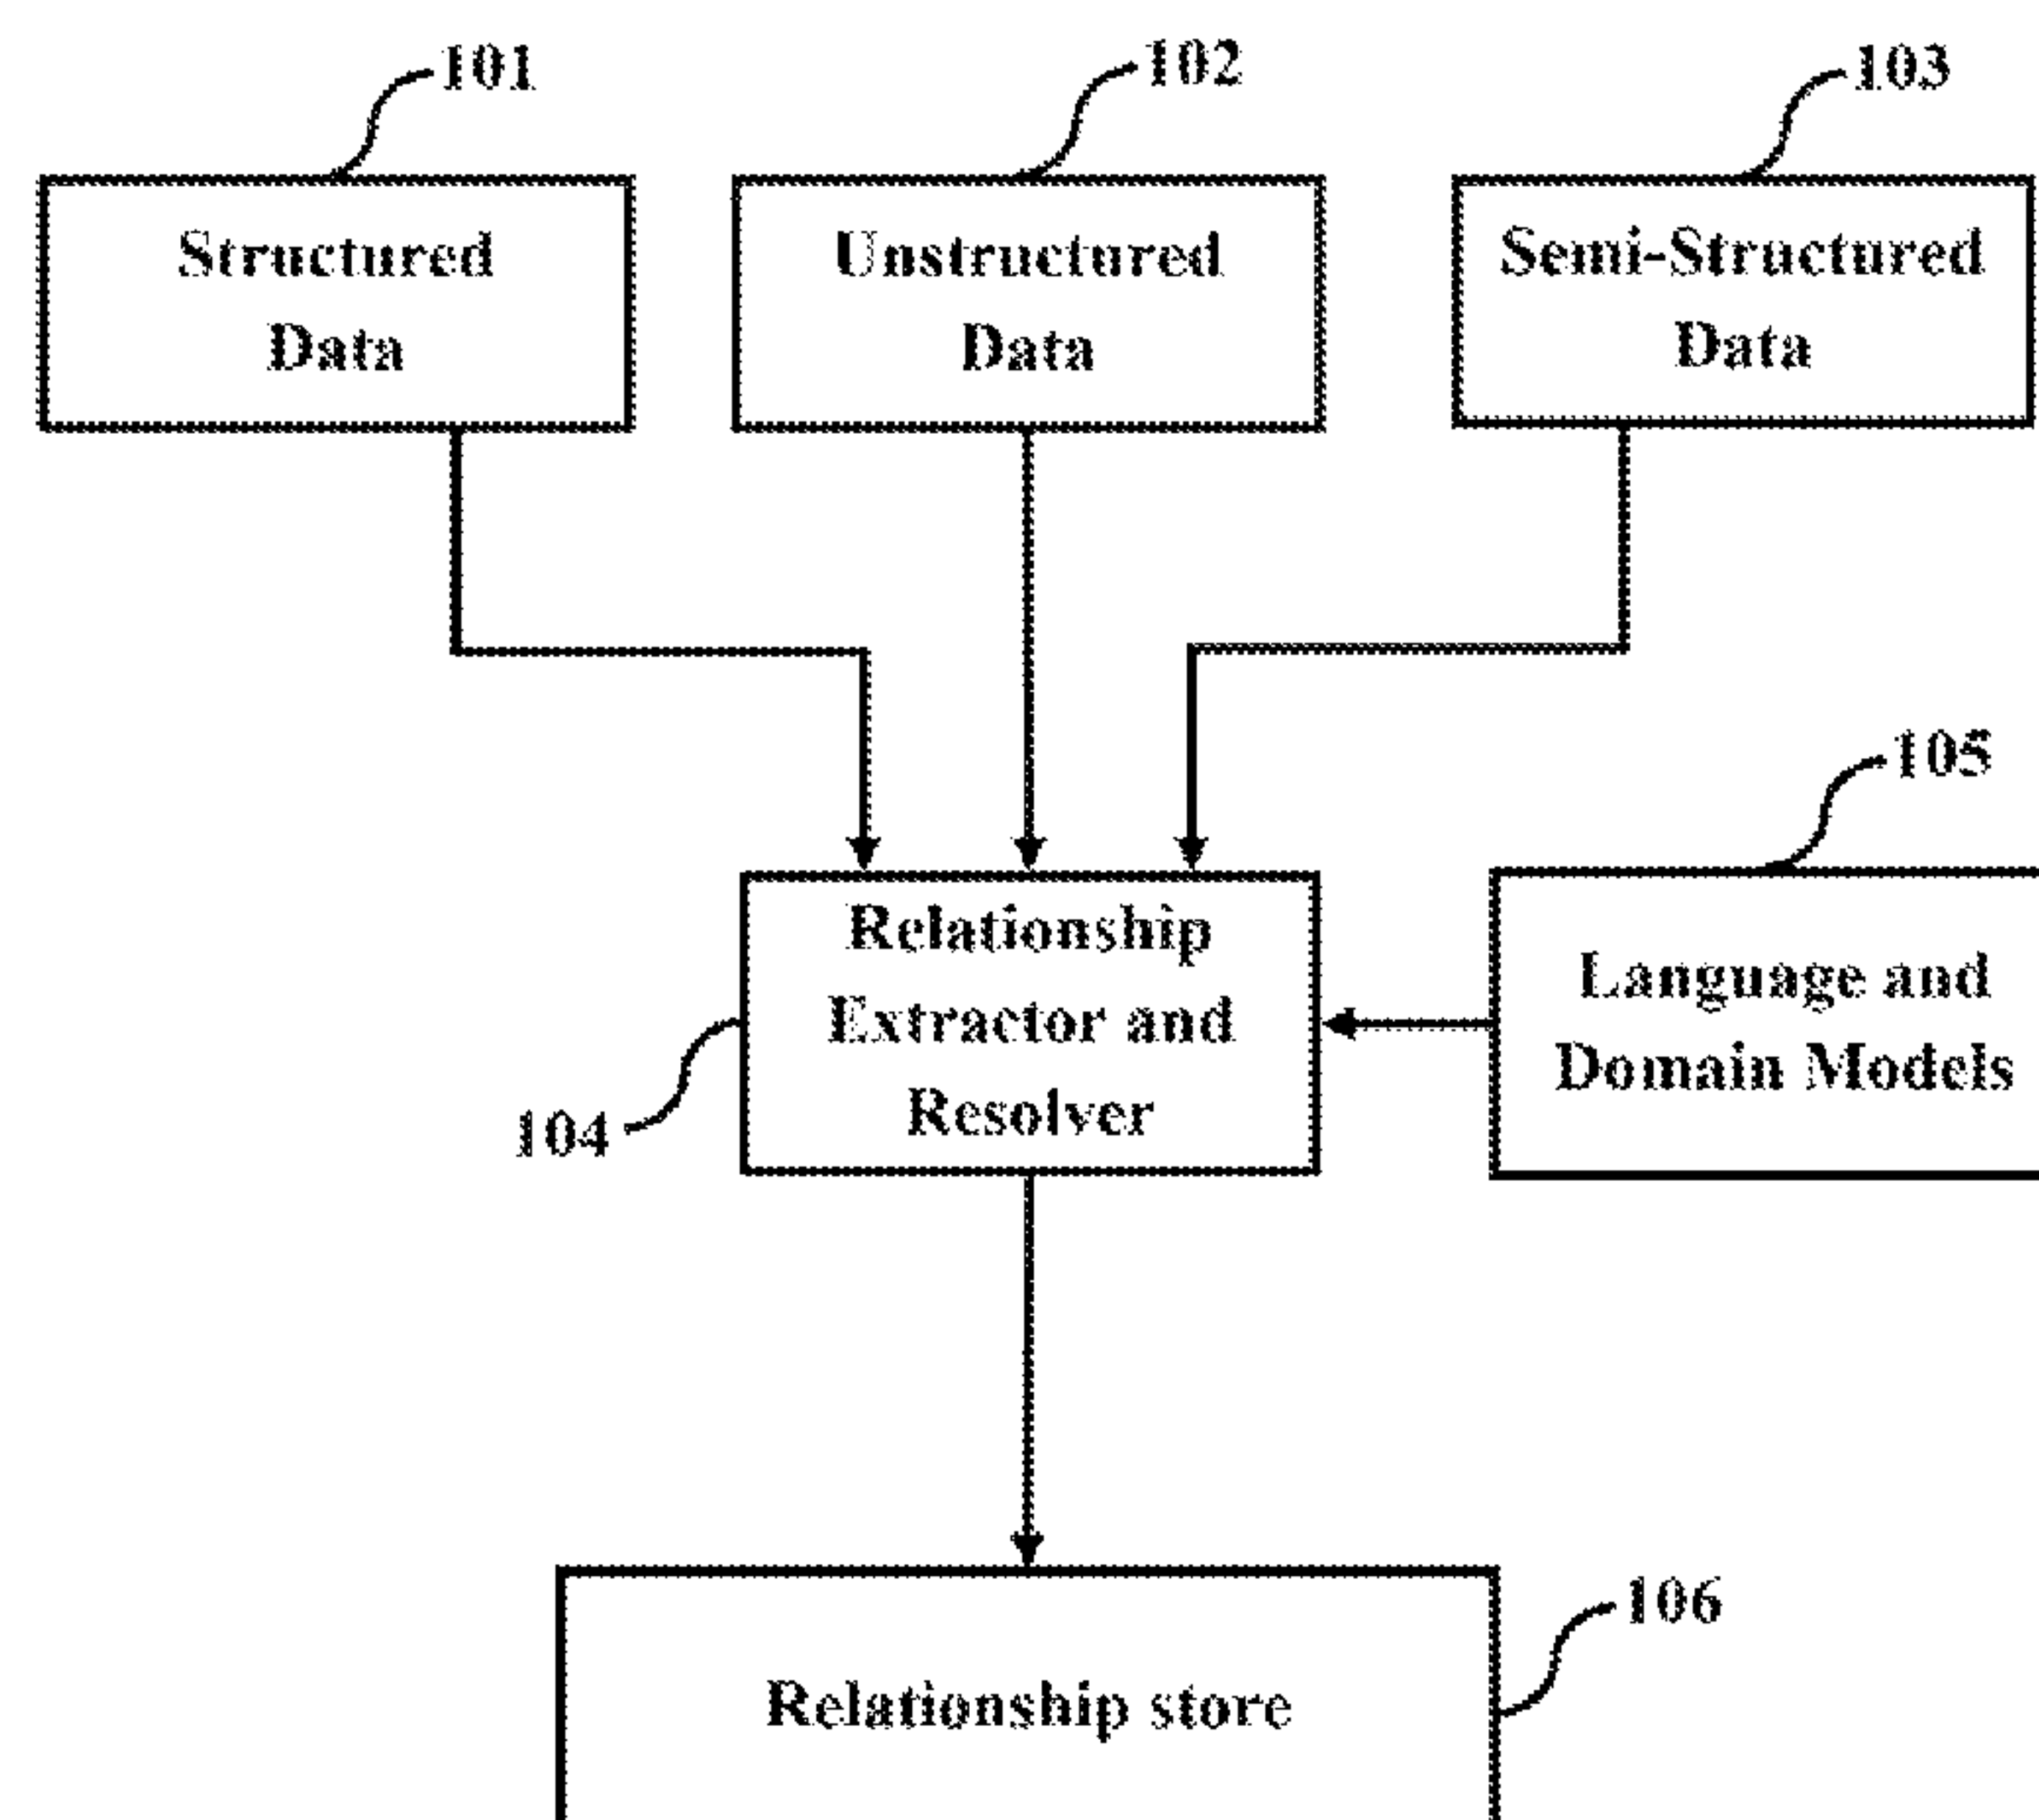 101
102
103
Structured
Data
Unstructured
Data
Semi-Structured
Data
105
Relationship
Extractor and
Resolver
Language and
Domain Models
104
106
Relationship store